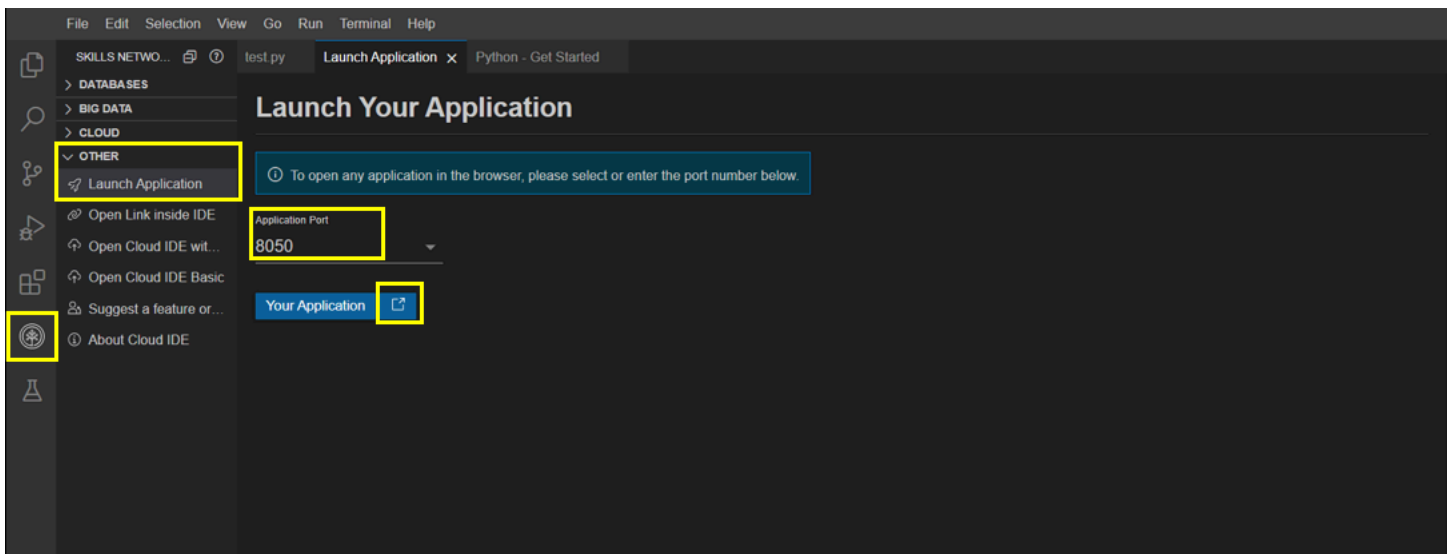 File Edit Selection View Go Run Terminal Help
SKILLS NETWO...
test.py Launch Application Python - Get Started
DATABASES
BIG DATA
CLOUD
OTHER
Launch Application
Open Link inside IDE
Open Cloud IDE wit...
Open Cloud IDE Basic
Suggest a feature or...
About Cloud IDE
Launch Your Application
To open any application in the browser, please select or enter the port number below.
Application Port
8050
Your Application